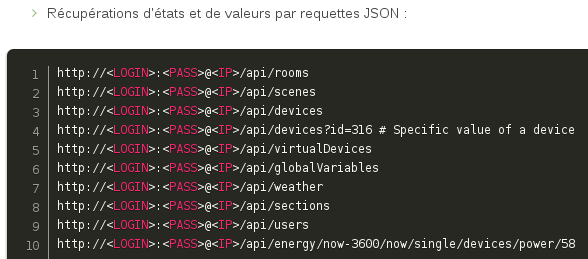 Récupérations d'états et de valeurs par requettes JSON :
1 http://<LOGIN>:<PASS>@<IP>/api/rooms
2 http://<LOGIN>:<PASS>@<IP>/api/scenes
3 http://<LOGIN>:<PASS>@<IP>/api/devices
4 http://<LOGIN>:<PASS>@<IP>/api/devices?id=316 # Specific value of a device
5 http://<LOGIN>:<PASS>@<IP>/api/virtualDevices
6 http://<LOGIN>:<PASS>@<IP>/api/globalVariables
7 http://<LOGIN>:<PASS>@<IP>/api/weather
8 http://<LOGIN>:<PASS>@<IP>/api/sections
9 http://<LOGIN>:<PASS>@<IP>/api/users
10 http://<LOGIN>:<PASS>@<IP>/api/energy/now-3600/now/single/devices/power/58